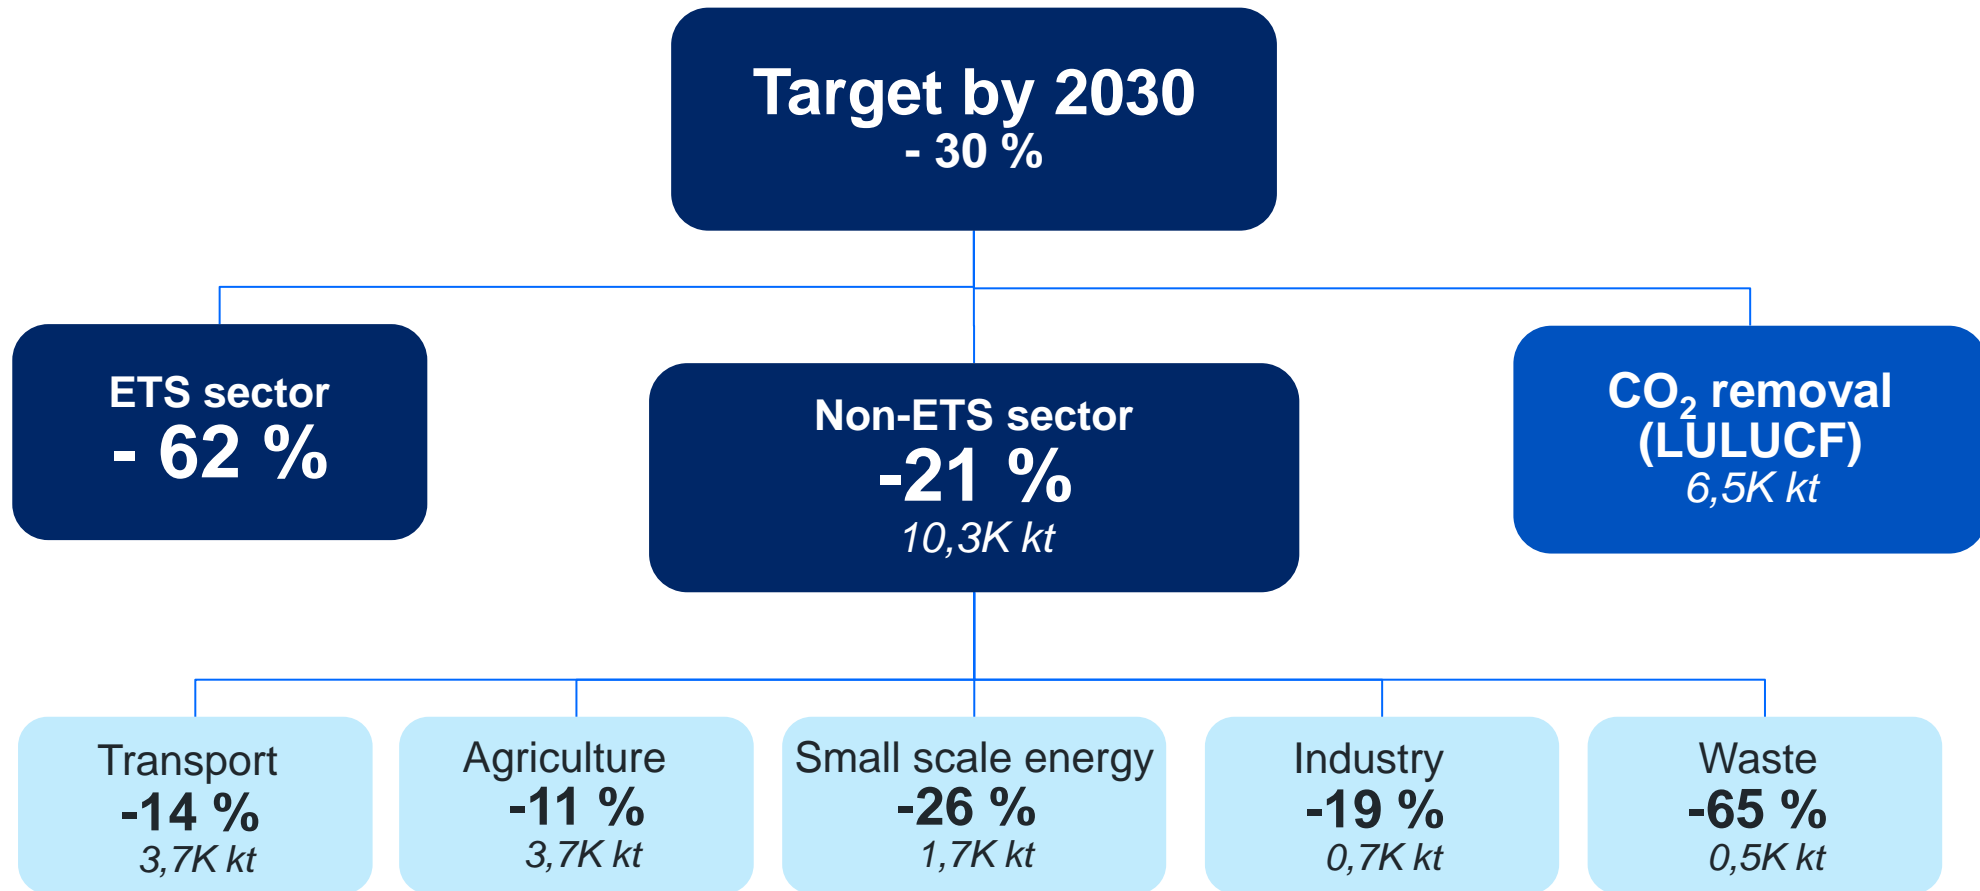 Target by 2030
- 30 %
ETS sector
- 62 %
Non-ETS sector
-21 %
10,3K kt
CO₂ removal
(LULUCF)
6,5K kt
Transport
-14 %
3,7K kt
Agriculture
-11 %
3,7K kt
Small scale energy
-26 %
1,7K kt
Industry
-19 %
0,7K kt
Waste
-65 %
0,5K kt